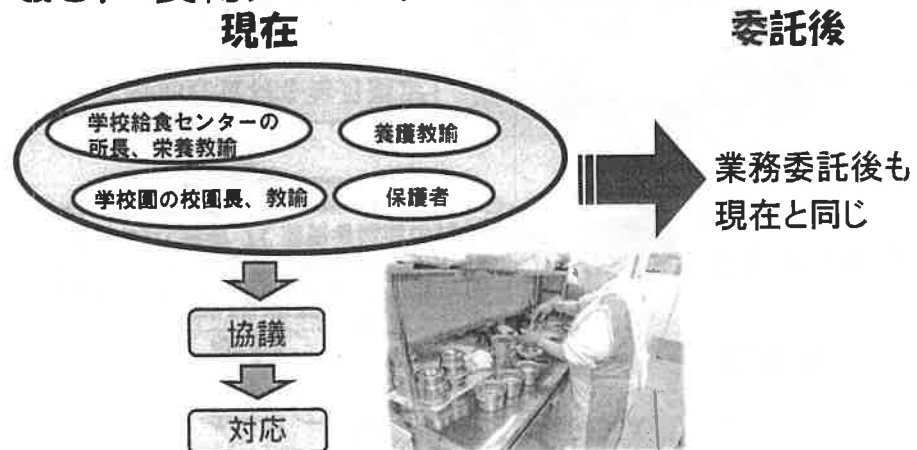 現在
委託後
学校給食センターの
所長、栄養教諭
養護教諭
学校園の校園長、教諭
保護者
業務委託後も
現在と同じ
協議
対応